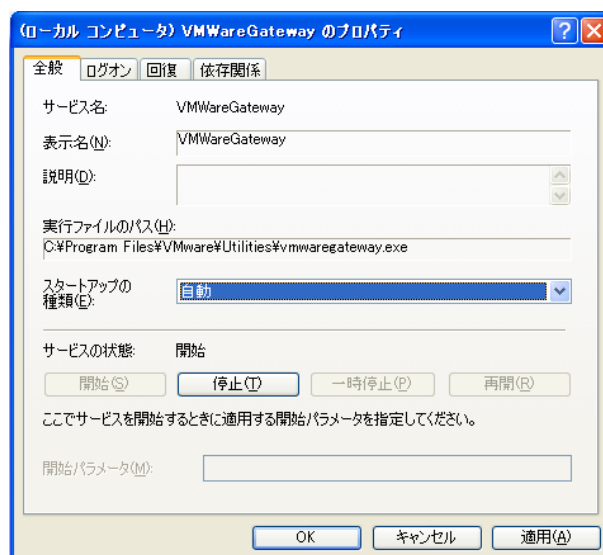 (ローカル コンピュータ) VMWareGateway のプロパティ
全般 ログオン 回復 依存関係
サービス名: VMWareGateway
表示名(N): VMWareGateway
説明(D):
実行ファイルのパス(H):
C:¥Program Files¥VMware¥Utilities¥vmwaregateway.exe
スタートアップの
種類(E): 自動
サービスの状態: 開始
開始(S) 停止(T) 一時停止(P) 再開(R)
ここでサービスを開始するときに適用する開始パラメータを指定してください。
開始パラメータ(M):
OK キャンセル 適用(A)